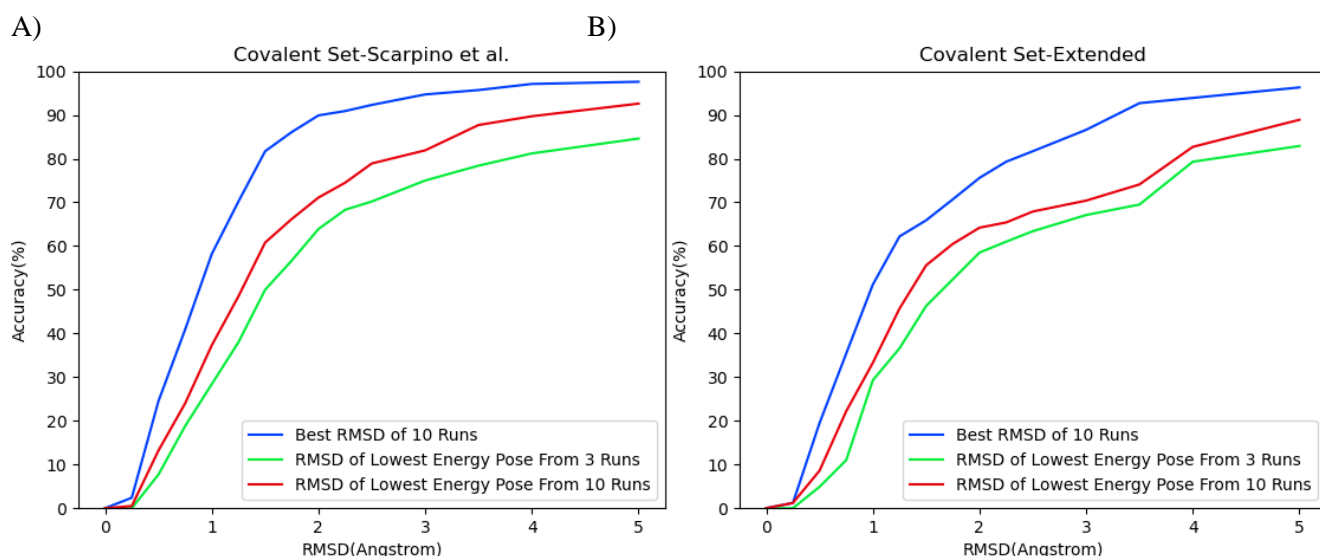 A)
Covalent Set-Scarpino et al.
100
90
80
70
60
50
40
30
20
10
0
Accuracy(%)
Best RMSD of 10 Runs
RMSD of Lowest Energy Pose From 3 Runs
RMSD of Lowest Energy Pose From 10 Runs
0 1 2 3 4 5
RMSD(Angstrom)
B)
Covalent Set-Extended
100
90
80
70
60
50
40
30
20
10
0
Accuracy(%)
Best RMSD of 10 Runs
RMSD of Lowest Energy Pose From 3 Runs
RMSD of Lowest Energy Pose From 10 Runs
0 1 2 3 4 5
RMSD(Angstrom)